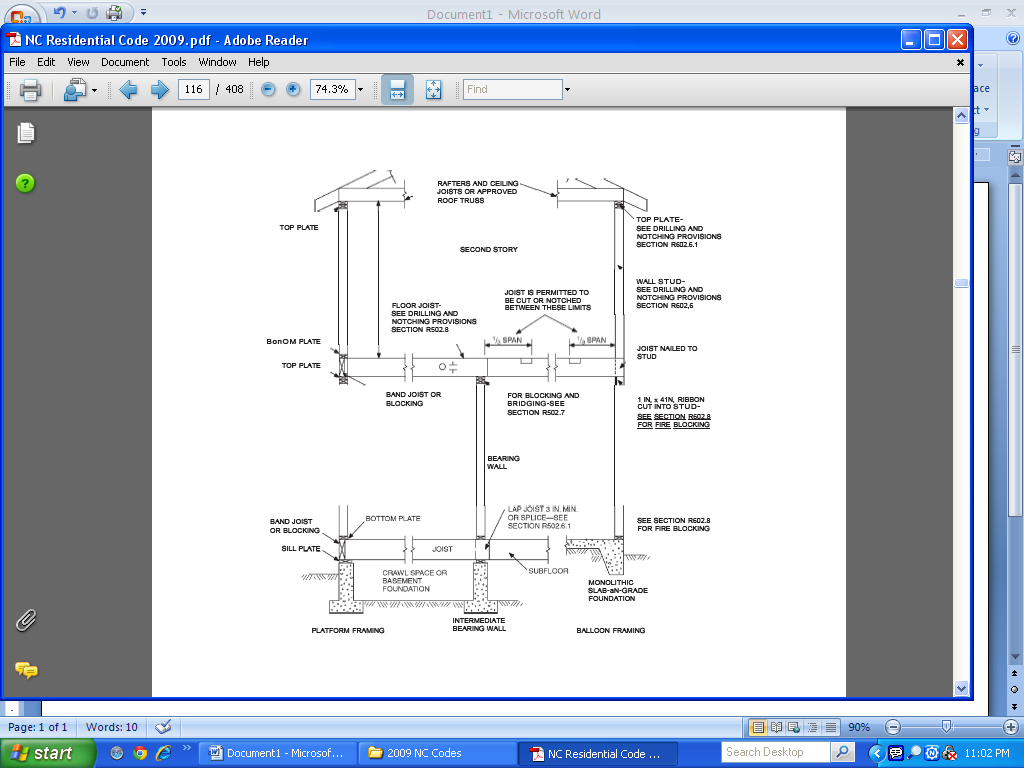 Document1 - Microsoft Word
NC Residential Code 2009.pdf - Adobe Reader
File Edit View Document Tools Window Help
116 / 408
74.3%
Find
ace
RAFTERS AND CEILING
JOISTS OR APPROVED
ROOF TRUSS
TOP PLATE
SECOND STORY
TOP PLATE-
SEE DRILLING AND
NOTCHING PROVISIONS
SECTION R602.6.1
WALL STUD-
SEE DRILLING AND
NOTCHING PROVISIONS
SECTION R602,6
JOIST IS PERMITTED TO
BE CUT OR NOTCHED
BETWEEN THESE LIMITS
FLOOR JOIST-
SEE DRILLING AND
NOTCHING PROVISIONS
SECTION R502.8
1/3 SPAN
1/3 SPAN
BonOM PLATE
TOP PLATE
JOIST NAILED TO
STUD
BAND JOIST OR
BLOCKING
FOR BLOCKING AND
BRIDGING-SEE
SECTION R502.7
1 IN, x 41N, RIBBON
CUT INTO STUD-
SEE SECTION R602.8
FOR FIRE BLOCKING
BEARING
WALL
BAND JOIST
OR BLOCKING
BOTTOM PLATE
LAP JOIST 3 IN. MIN.
OR SPLICE—SEE
SECTION R502.6.1
SEE SECTION R602.8
FOR FIRE BLOCKING
SILL PLATE
JOIST
CRAWL SPACE OR
BASEMENT
FOUNDATION
SUBFLOOR
MONOLITHIC
SLAB-aN-GRADE
FOUNDATION
PLATFORM FRAMING
INTERMEDIATE
BEARING WALL
BALLOON FRAMING
Page: 1 of 1 Words: 10
90%
start
Document1 - Microsof...
2009 NC Codes
NC Residential Code ...
Search Desktop
11:02 PM